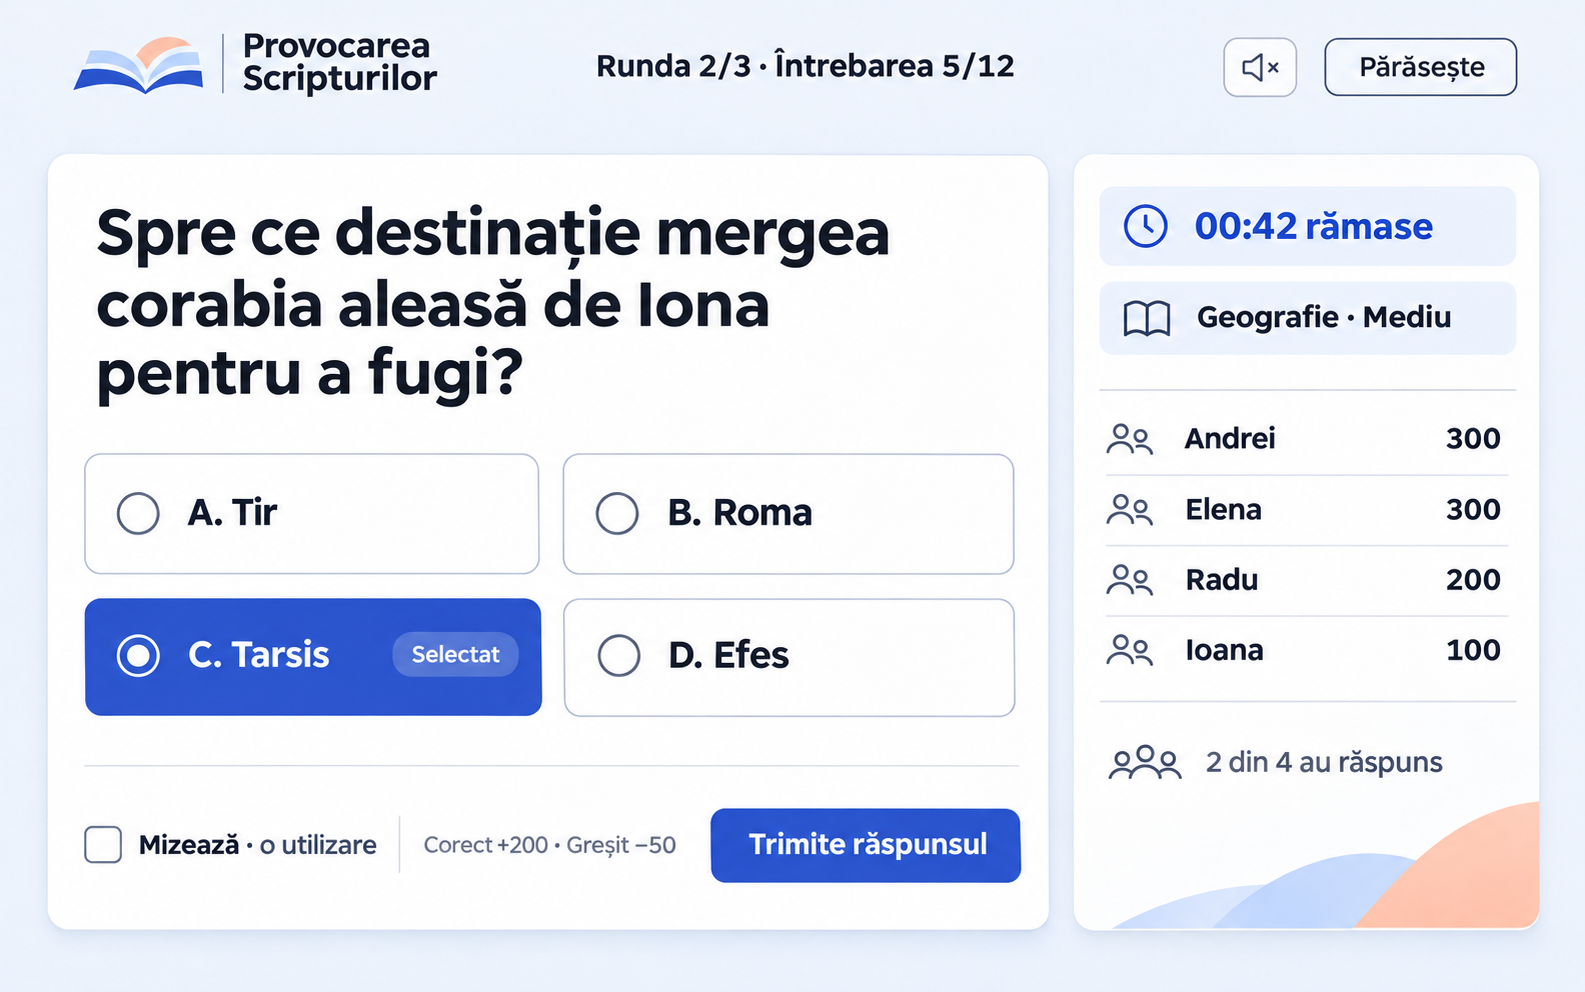 Provocarea
Scripturilor
Runda 2/3 · Întrebarea 5/12
Părăsește
Spre ce destinație mergea
corabia aleasă de Iona
pentru a fugi?
A. Tir
B. Roma
C. Tarsis
Selectat
D. Efes
Mizează · o utilizare
Corect +200 · Greșit −50
Trimite răspunsul
00:42 rămase
Geografie · Mediu
Andrei 300
Elena 300
Radu 200
Ioana 100
2 din 4 au răspuns